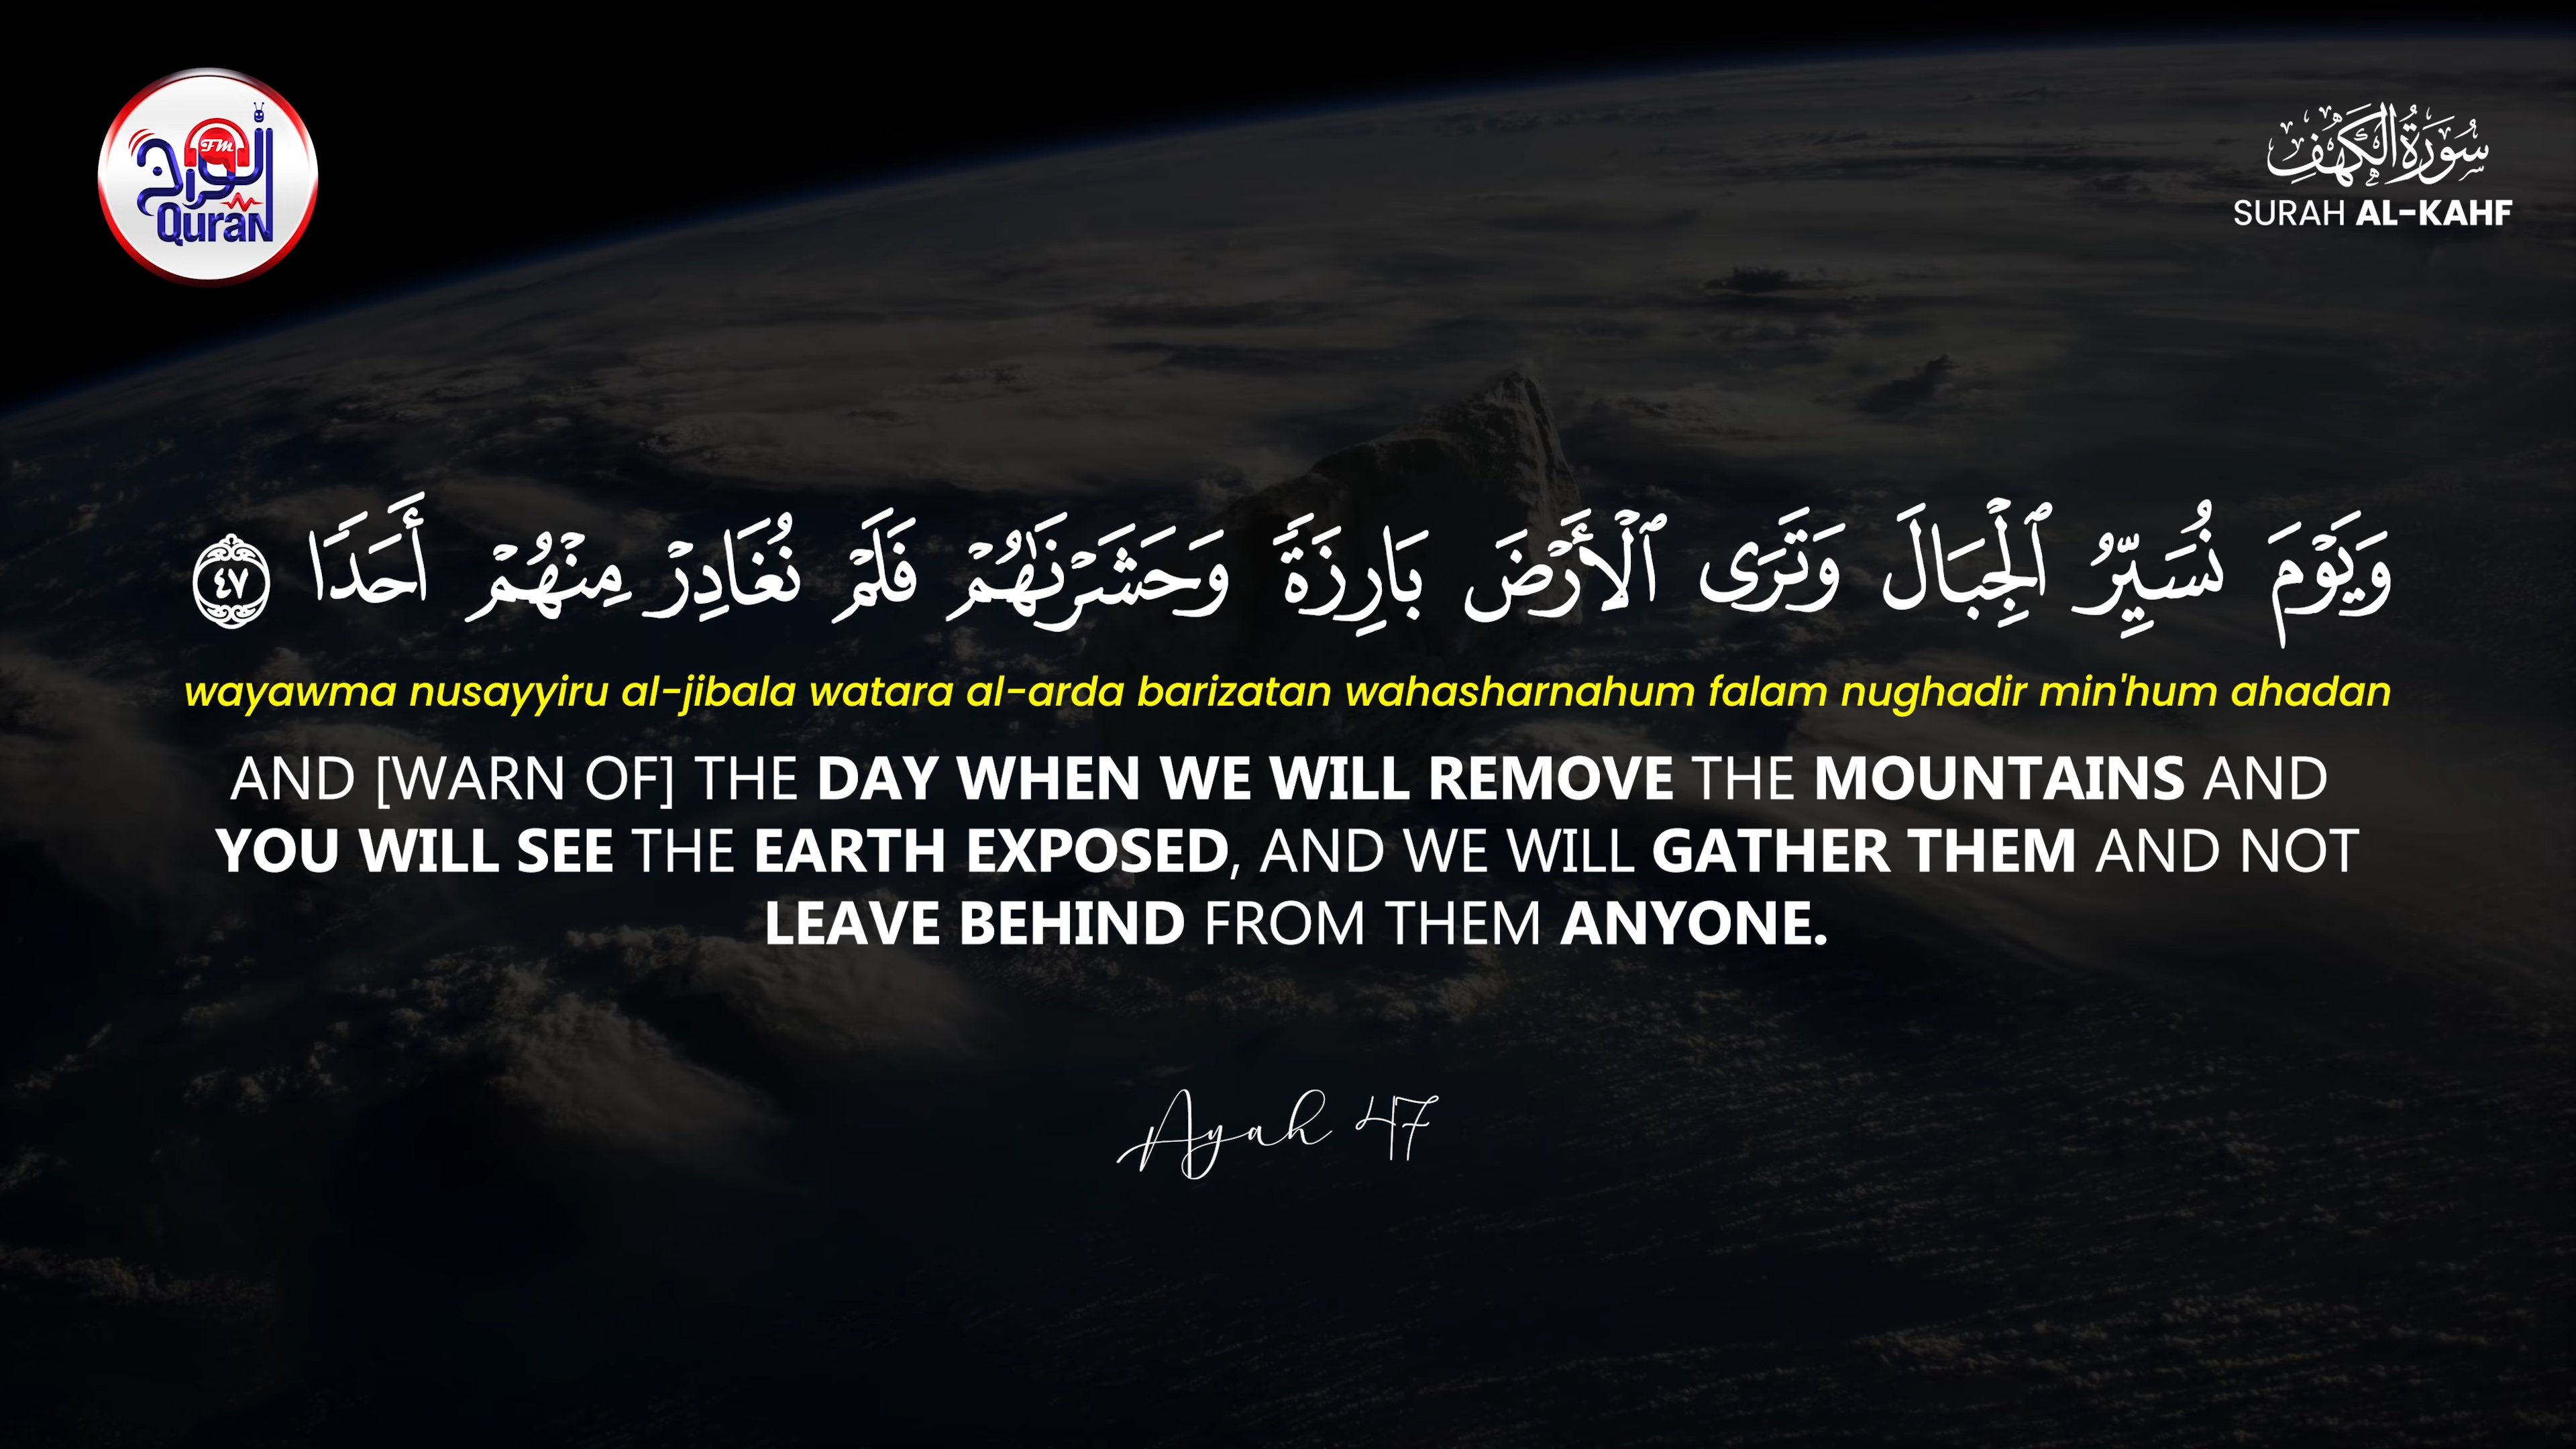 FM
Quran
سُورَةُ الْكَهْفِ
SURAH AL-KAHF
وَيَوْمَ نُسَيِّرُ ٱلْجِبَالَ وَتَرَى ٱلْأَرْضَ بَارِزَةً وَحَشَرْنَٰهُمْ فَلَمْ نُغَادِرْ مِنْهُمْ أَحَدًا ٤٧
wayawma nusayyiru al-jibala watara al-arda barizatan wahasharnahum falam nughadir min'hum ahadan
AND [WARN OF] THE DAY WHEN WE WILL REMOVE THE MOUNTAINS AND
YOU WILL SEE THE EARTH EXPOSED, AND WE WILL GATHER THEM AND NOT
LEAVE BEHIND FROM THEM ANYONE.
Ayah 47